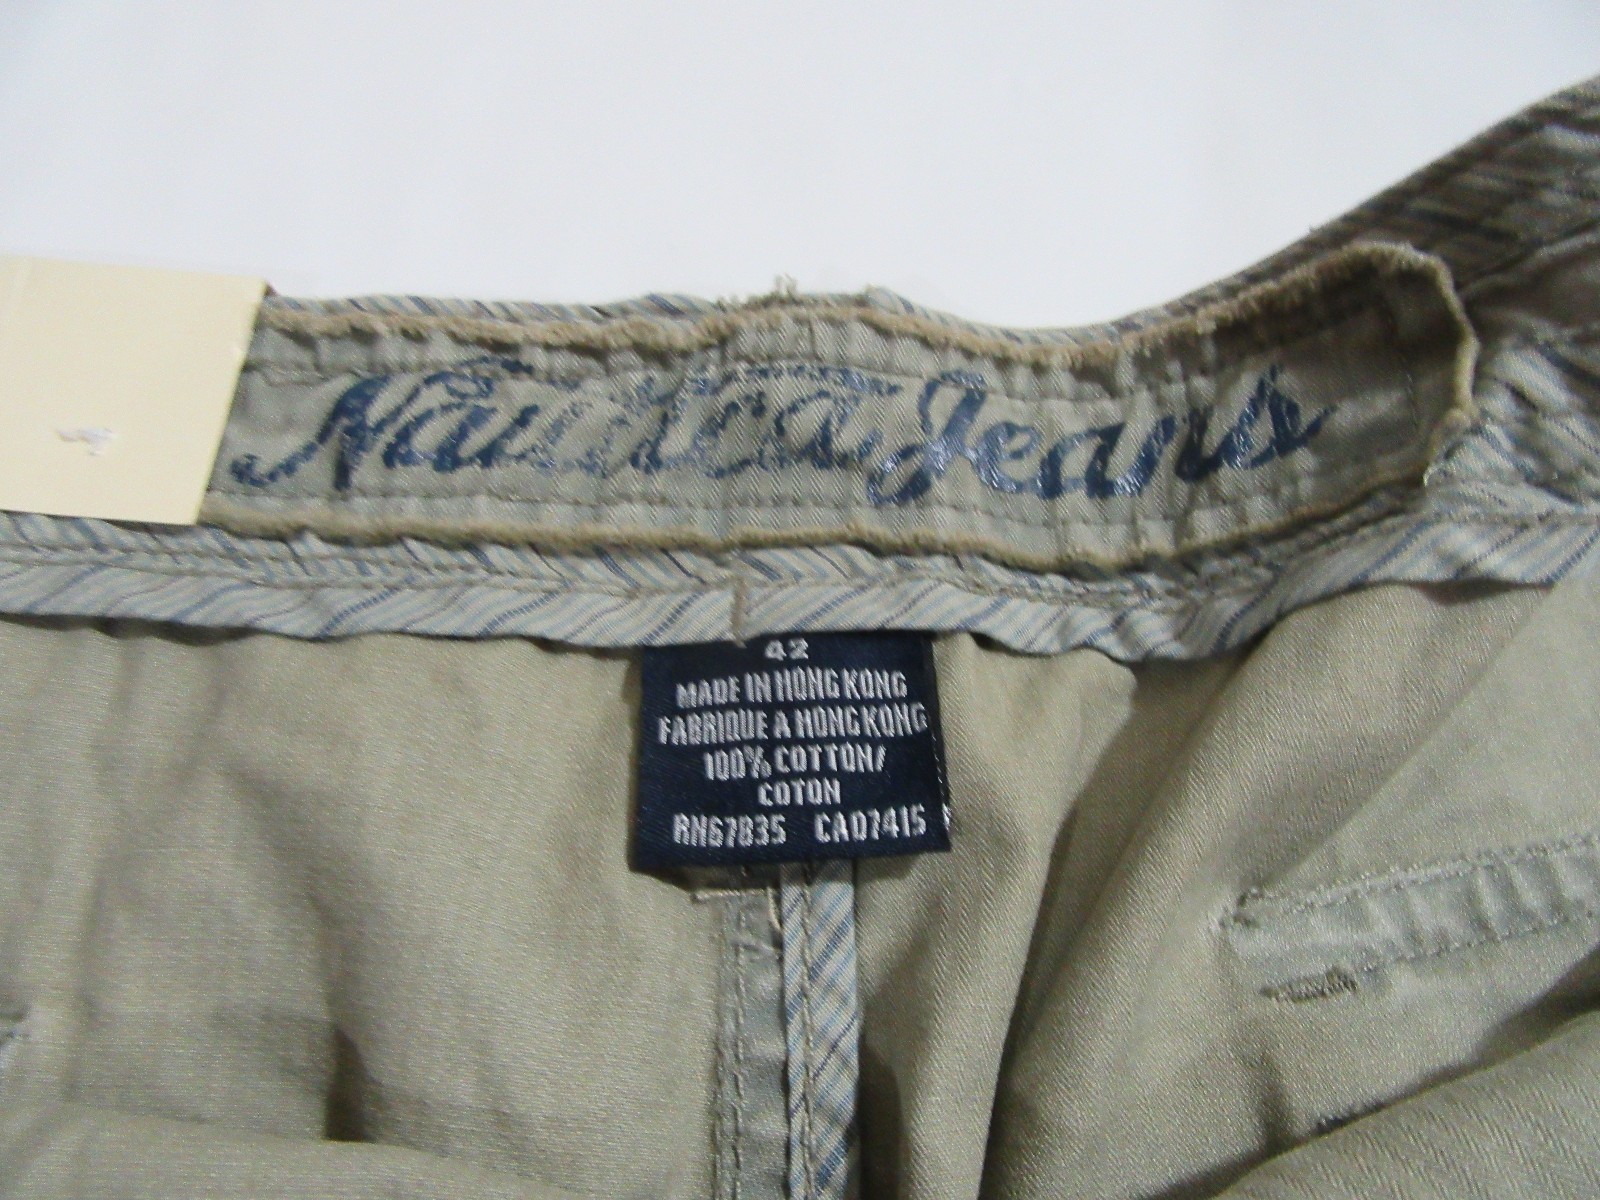 Nautica Jeans
42
MADE IN HONG KONG
FABRIQUE A HONG KONG
100% COTTON/
COTON
RN67835 CA07415